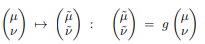 (μ ν) ↦ (μ̃ ν̃) : (μ̃ ν̃) = g (μ ν)